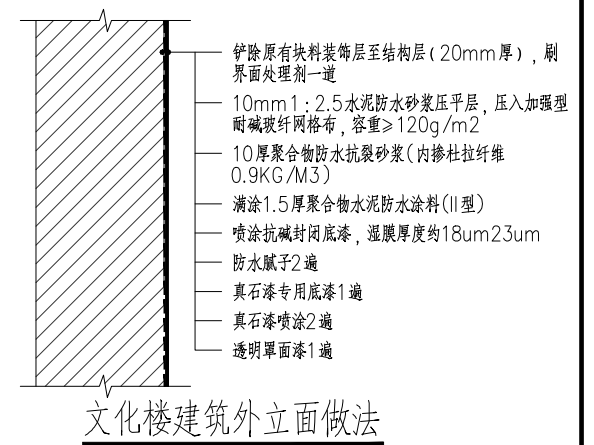 铲除原有块料装饰层至结构层(20mm厚),刷
界面处理剂一道
10mm1:2.5水泥防水砂浆压平层,压入加强型
耐碱玻纤网格布,容重≥120g/m2
10厚聚合物防水抗裂砂浆(内掺杜拉纤维
0.9KG/M3)
满涂1.5厚聚合物水泥防水涂料(II型)
喷涂抗碱封闭底漆,湿膜厚度约18um23um
防水腻子2遍
真石漆专用底漆1遍
真石漆喷涂2遍
透明罩面漆1遍
文化楼建筑外立面做法